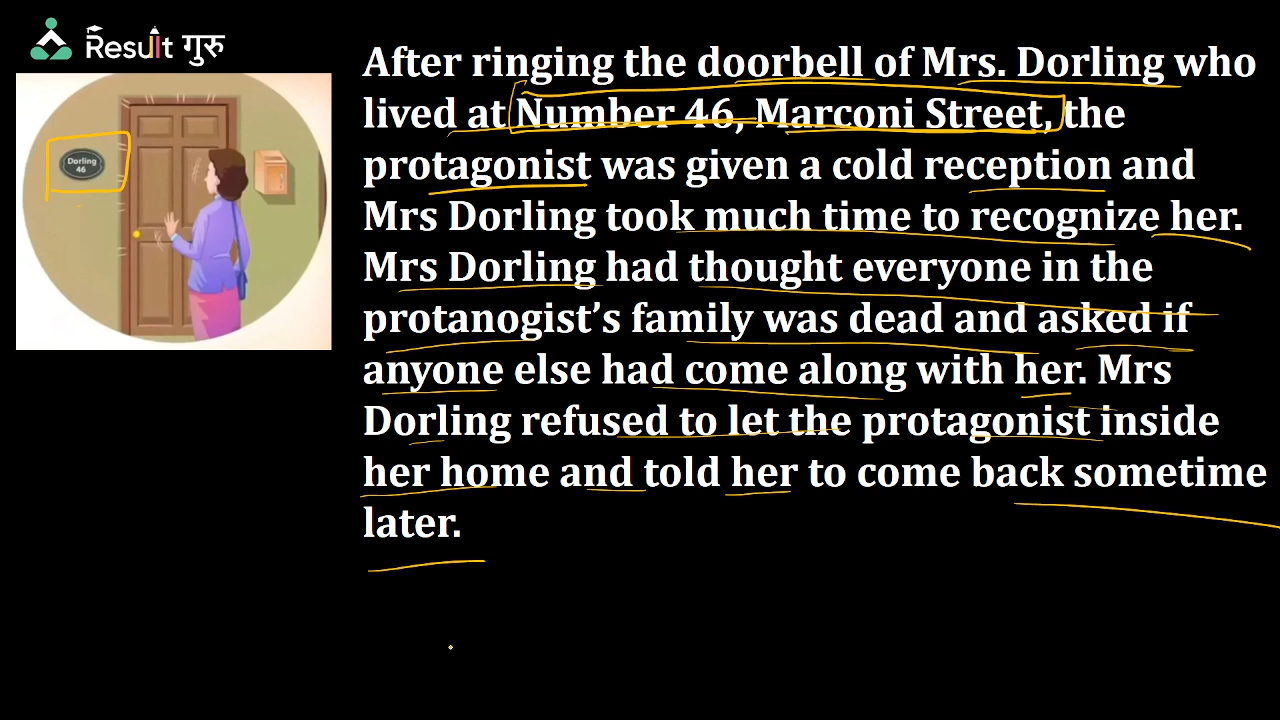 Result गुरु
Dorling
46
After ringing the doorbell of Mrs. Dorling who
lived at Number 46, Marconi Street, the
protagonist was given a cold reception and
Mrs Dorling took much time to recognize her.
Mrs Dorling had thought everyone in the
protanogist’s family was dead and asked if
anyone else had come along with her. Mrs
Dorling refused to let the protagonist inside
her home and told her to come back sometime
later.